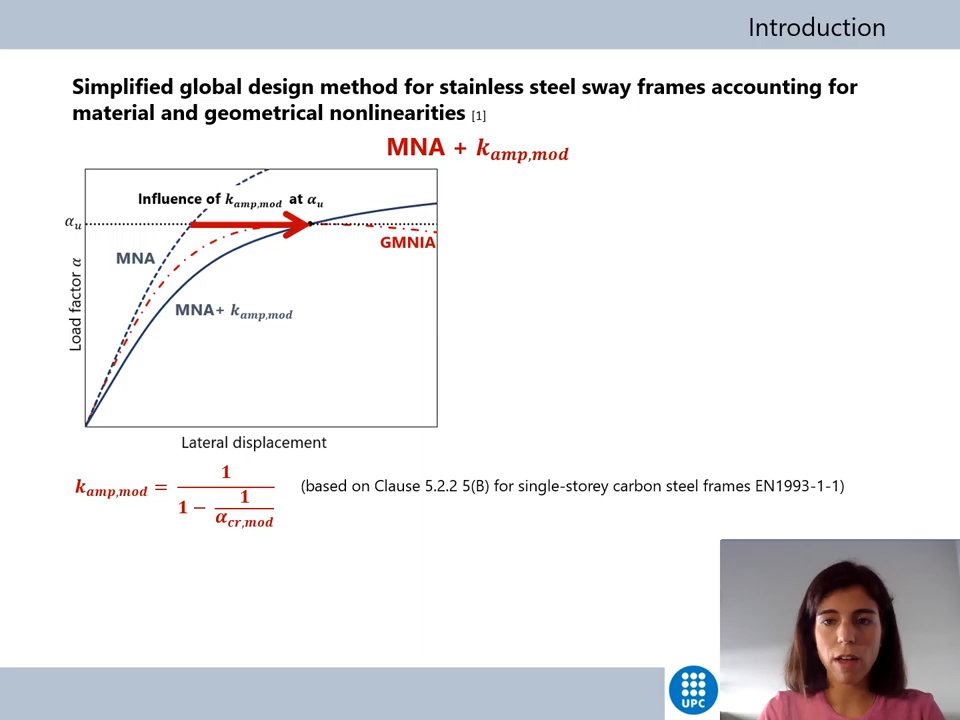 Introduction
Simplified global design method for stainless steel sway frames accounting for
material and geometrical nonlinearities [1]
MNA + k_amp,mod
Influence of k_amp,mod at α_u
α_u
MNA
GMNIA
MNA+ k_amp,mod
Load factor α
Lateral displacement
k_amp,mod = 1 / (1 − 1/α_cr,mod)
(based on Clause 5.2.2 5(B) for single-storey carbon steel frames EN1993-1-1)
UPC